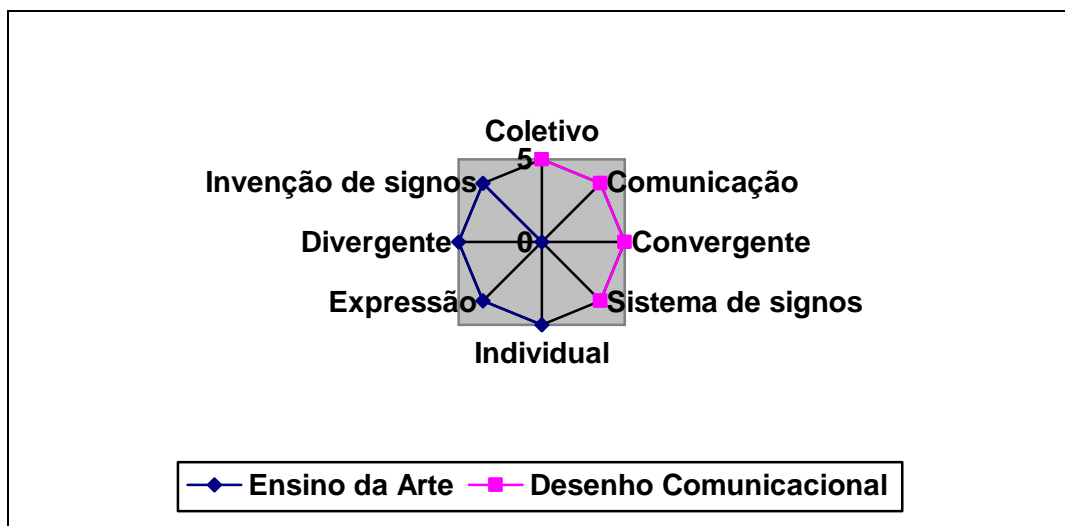 Coletivo
5
Invenção de signos
Comunicação
Divergente
0
Convergente
Expressão
Sistema de signos
Individual
Ensino da Arte
Desenho Comunicacional